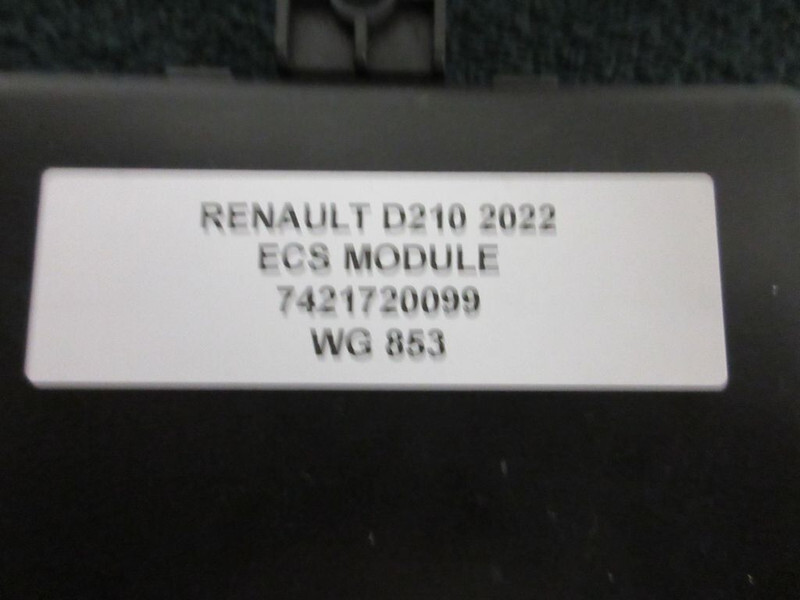 RENAULT D210 2022
ECS MODULE
7421720099
WG 853